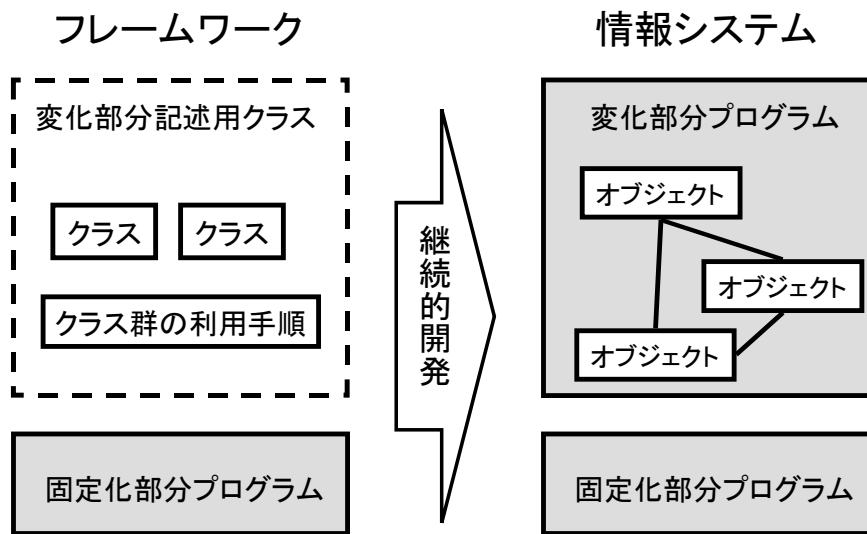 フレームワーク
変化部分記述用クラス
クラス
クラス
クラス群の利用手順
固定化部分プログラム
継続的開発
情報システム
変化部分プログラム
オブジェクト
オブジェクト
オブジェクト
固定化部分プログラム